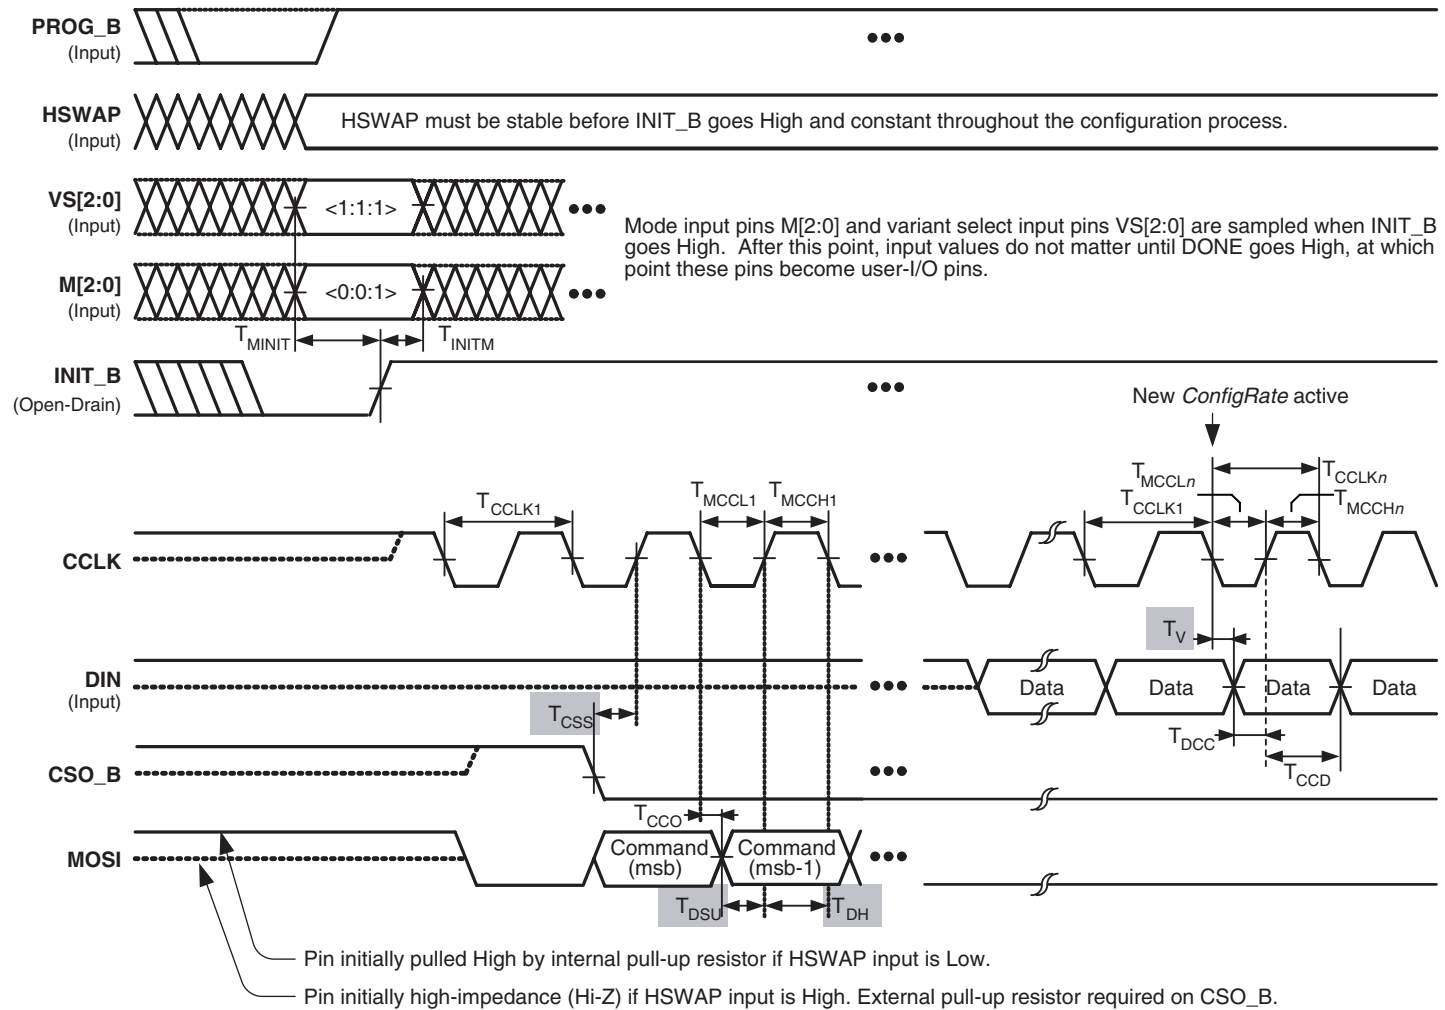 PROG_B
(Input)
HSWAP
(Input)
HSWAP must be stable before INIT_B goes High and constant throughout the configuration process.
VS[2:0]
(Input)
<1:1:1>
Mode input pins M[2:0] and variant select input pins VS[2:0] are sampled when INIT_B
goes High. After this point, input values do not matter until DONE goes High, at which
point these pins become user-I/O pins.
M[2:0]
(Input)
<0:0:1>
TMINIT
TINITM
INIT_B
(Open-Drain)
New ConfigRate active
TCCLK1
TMCCL1
TMCCH1
TMCCLn
TCCLKn
TCCLK1
TMCCHn
CCLK
TV
DIN
(Input)
Data
Data
Data
Data
TCSS
TDCC
TCCD
CSO_B
TCCO
MOSI
Command
(msb)
Command
(msb-1)
TDSU
TDH
Pin initially pulled High by internal pull-up resistor if HSWAP input is Low.
Pin initially high-impedance (Hi-Z) if HSWAP input is High. External pull-up resistor required on CSO_B.